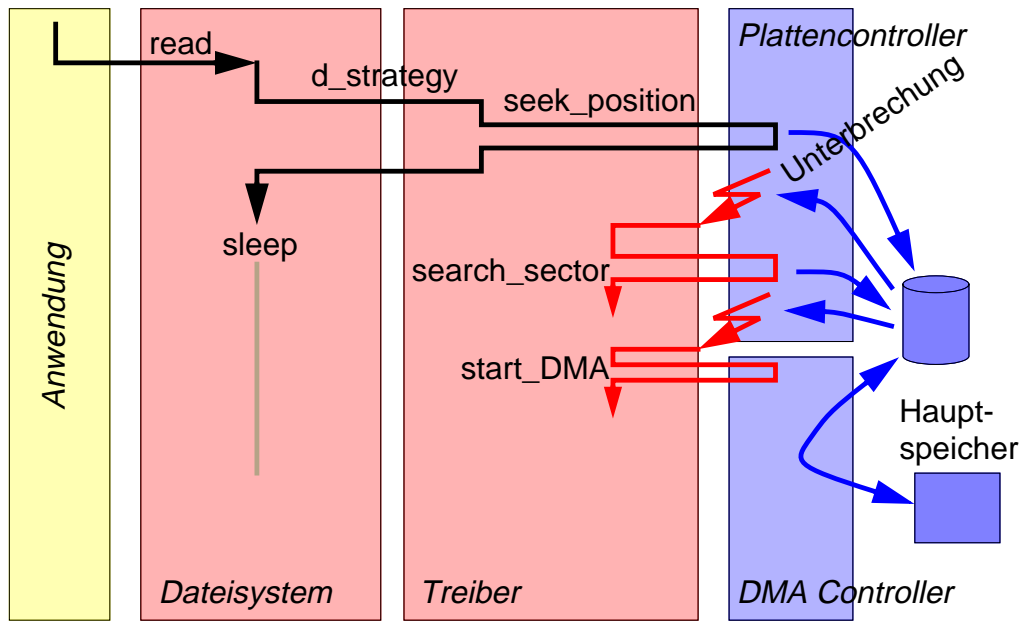 Plattencontroller
read
d_strategy
seek_position
Unterbrechung
sleep
search_sector
Anwendung
start_DMA
Haupt-
speicher
Dateisystem
Treiber
DMA Controller